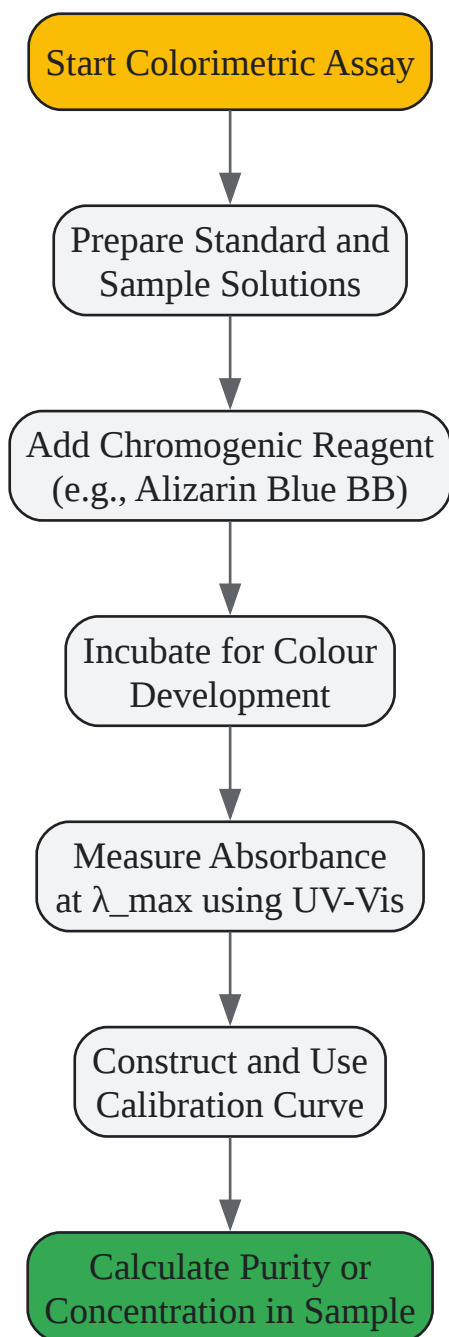 Start Colorimetric Assay
Prepare Standard and
Sample Solutions
Add Chromogenic Reagent
(e.g., Alizarin Blue BB)
Incubate for Colour
Development
Measure Absorbance
at λ_max using UV-Vis
Construct and Use
Calibration Curve
Calculate Purity or
Concentration in Sample